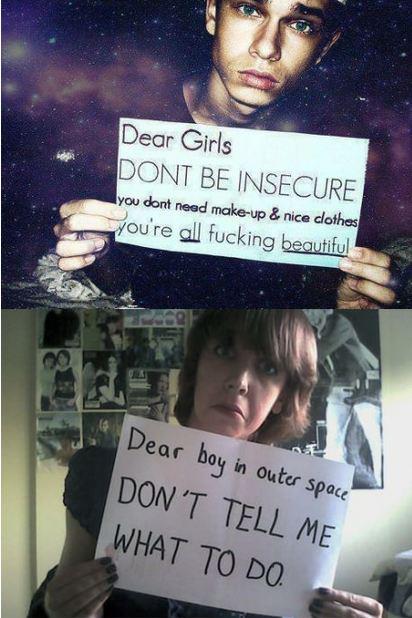 Dear Girls
DONT BE INSECURE
you dont need make-up & nice clothes
you're all fucking beautiful
Dear boy in outer space
DON'T TELL ME
WHAT TO DO.